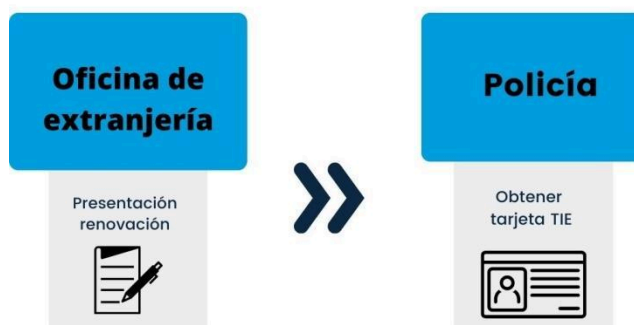 Oficina de
extranjería
Presentación
renovación
Policía
Obtener
tarjeta TIE